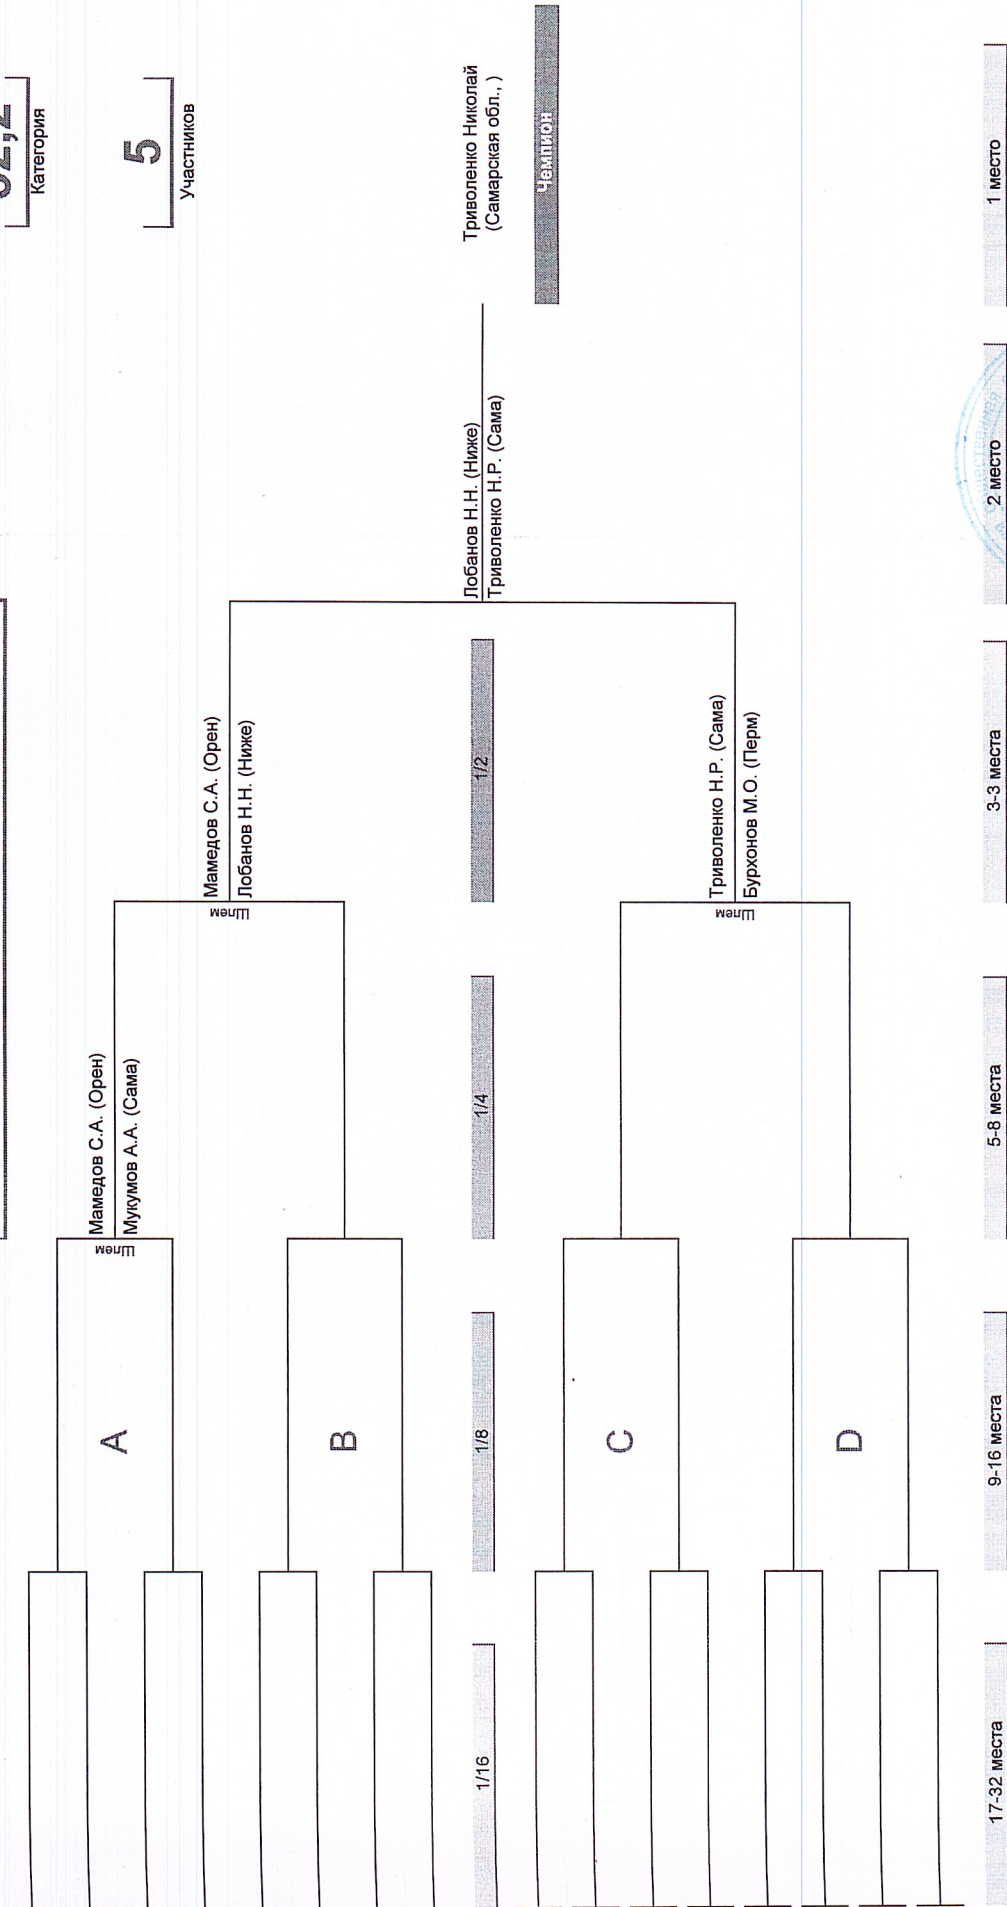 Категория
5
Участников
Триволенко Николай
(Самарская обл., )
Чемпион
Лобанов Н.Н. (Ниже)
Триволенко Н.Р. (Сама)
Мамедов С.А. (Орен)
Лобанов Н.Н. (Ниже)
Шлем
Триволенко Н.Р. (Сама)
Бурхонов М.О. (Перм)
Шлем
Мамедов С.А. (Орен)
Мукумов А.А. (Сама)
Шлем
A
B
C
D
1/16
1/8
1/4
1/2
17-32 места
9-16 места
5-8 места
3-3 места
2 место
1 место